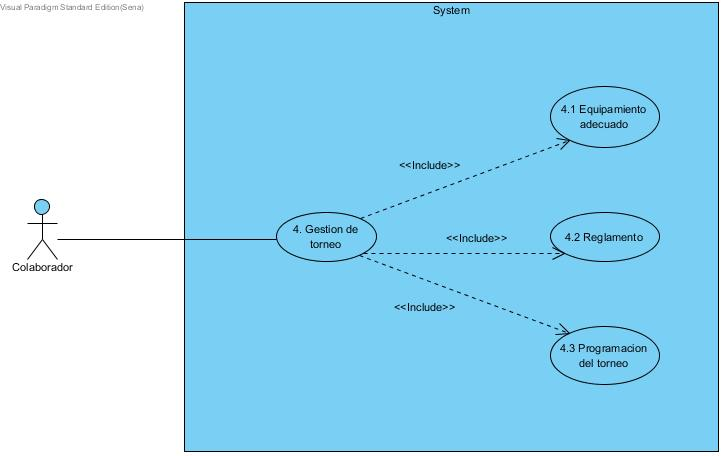 Visual Paradigm Standard Edition(Sena)
System
4.1 Equipamiento
adecuado
<<Include>>
4. Gestion de
torneo
<<Include>>
4.2 Reglamento
Colaborador
<<Include>>
4.3 Programacion
del torneo